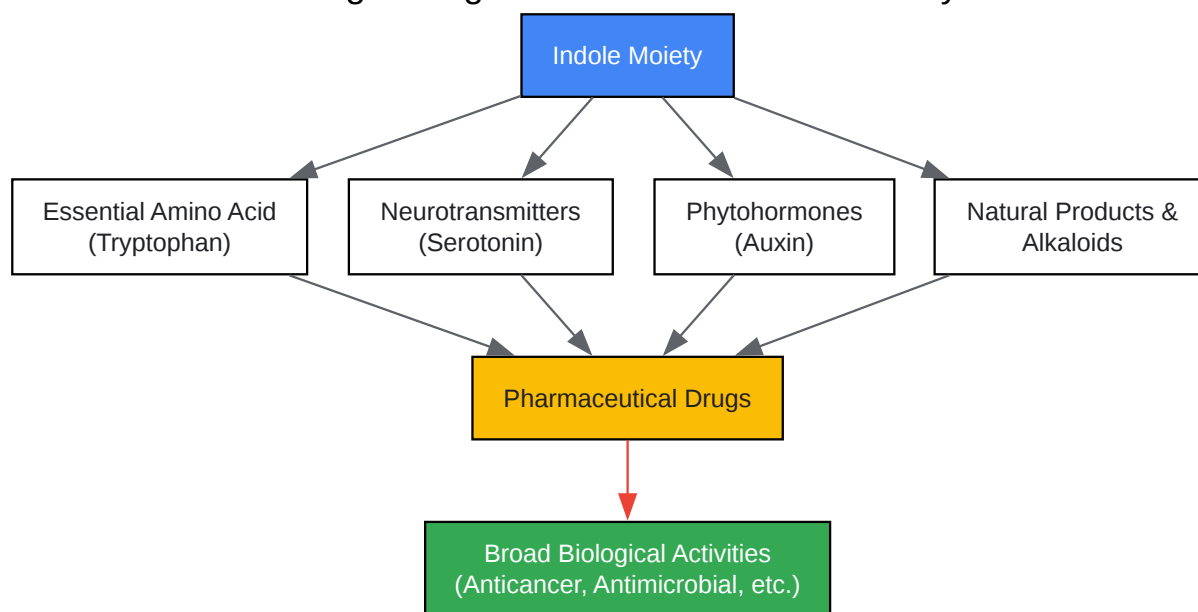 Indole Moiety
Essential Amino Acid
(Tryptophan)
Neurotransmitters
(Serotonin)
Phytohormones
(Auxin)
Natural Products &
Alkaloids
Pharmaceutical Drugs
Broad Biological Activities
(Anticancer, Antimicrobial, etc.)